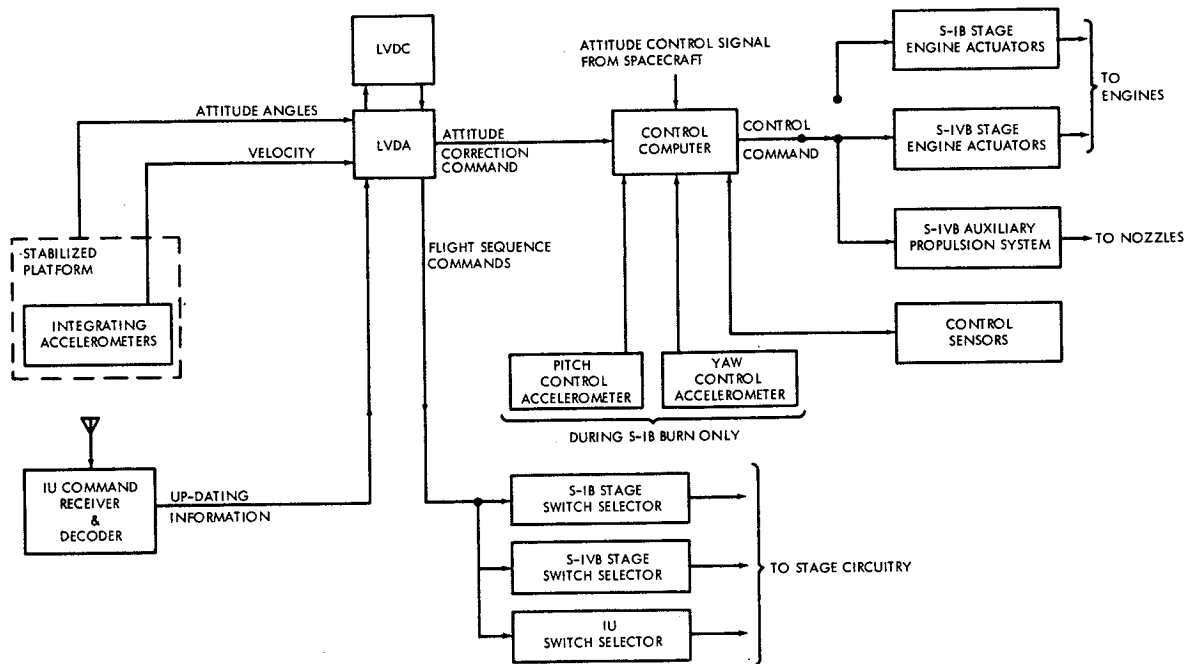 LVDC
ATTITUDE CONTROL SIGNAL
FROM SPACECRAFT
S-IB STAGE
ENGINE ACTUATORS
TO
ENGINES
ATTITUDE ANGLES
LVDA
ATTITUDE
CORRECTION
COMMAND
CONTROL
COMPUTER
CONTROL
COMMAND
S-IVB STAGE
ENGINE ACTUATORS
VELOCITY
STABILIZED
PLATFORM
FLIGHT SEQUENCE
COMMANDS
S-IVB AUXILIARY
PROPULSION SYSTEM
TO NOZZLES
INTEGRATING
ACCELEROMETERS
CONTROL
SENSORS
PITCH
CONTROL
ACCELEROMETER
YAW
CONTROL
ACCELEROMETER
DURING S-IB BURN ONLY
IU COMMAND
RECEIVER
&
DECODER
UP-DATING
INFORMATION
S-IB STAGE
SWITCH SELECTOR
S-IVB STAGE
SWITCH SELECTOR
TO STAGE CIRCUITRY
IU
SWITCH SELECTOR